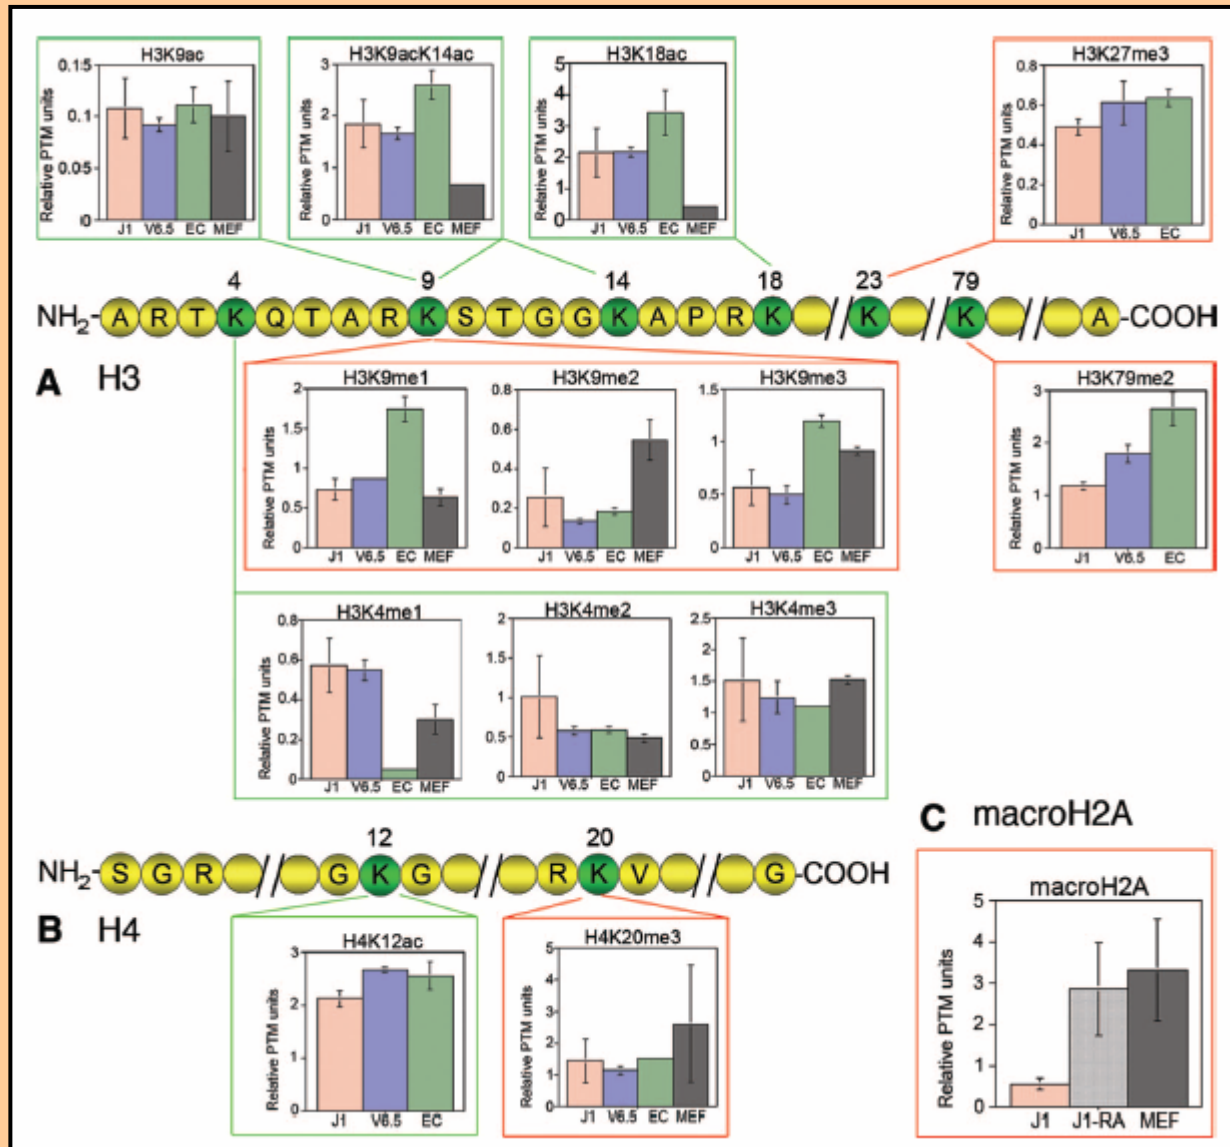 H3K9ac
Relative PTM units
0.15
0.1
0.05
0
J1 V6.5 EC MEF
H3K9acK14ac
Relative PTM units
3
2
1
0
J1 V6.5 EC MEF
H3K18ac
Relative PTM units
5
4
3
2
1
0
J1 V6.5 EC MEF
H3K27me3
Relative PTM units
0.8
0.6
0.4
0.2
0
J1 V6.5 EC
4 9 14 18 23 79
NH2-A R T K Q T A R K S T G G K A P R K // K // K // A-COOH
A H3
H3K9me1
Relative PTM units
2
1.5
1
0.5
0
J1 V6.5 EC MEF
H3K9me2
0.8
0.6
0.4
0.2
0
J1 V6.5 EC MEF
H3K9me3
1.5
1
0.5
0
J1 V6.5 EC MEF
H3K79me2
Relative PTM units
3
2
1
0
J1 V6.5 EC
H3K4me1
Relative PTM units
0.8
0.6
0.4
0.2
0
J1 V6.5 EC MEF
H3K4me2
2
1.5
1
0.5
0
J1 V6.5 EC MEF
H3K4me3
2.5
2
1.5
1
0.5
0
J1 V6.5 EC MEF
12 20
NH2-S G R // G K G // R K V // G-COOH
B H4
H4K12ac
Relative PTM units
3
2
1
0
J1 V6.5 EC
H4K20me3
Relative PTM units
5
4
3
2
1
0
J1 V6.5 EC MEF
C macroH2A
macroH2A
Relative PTM units
5
4
3
2
1
0
J1 J1-RA MEF